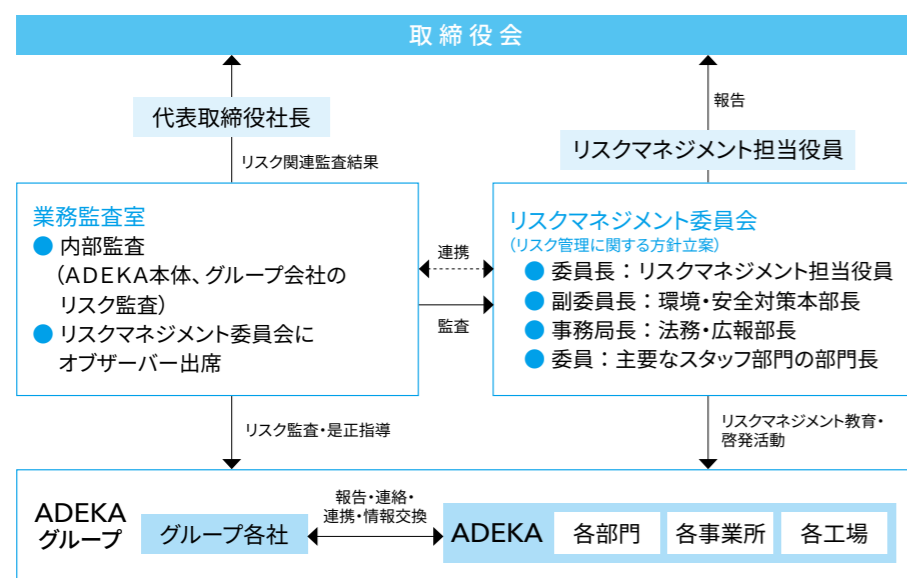 取締役会
代表取締役社長
報告
リスクマネジメント担当役員
リスク関連監査結果
業務監査室
● 内部監査
（ADEKA本体、グループ会社の
リスク監査）
● リスクマネジメント委員会に
オブザーバー出席
連携
監査
リスクマネジメント委員会
（リスク管理に関する方針立案）
● 委員長：リスクマネジメント担当役員
● 副委員長：環境・安全対策本部長
● 事務局長：法務・広報部長
● 委員：主要なスタッフ部門の部門長
リスク監査・是正指導
リスクマネジメント教育・
啓発活動
ADEKA
グループ
グループ各社
報告・連絡・
連携・情報交換
ADEKA
各部門
各事業所
各工場